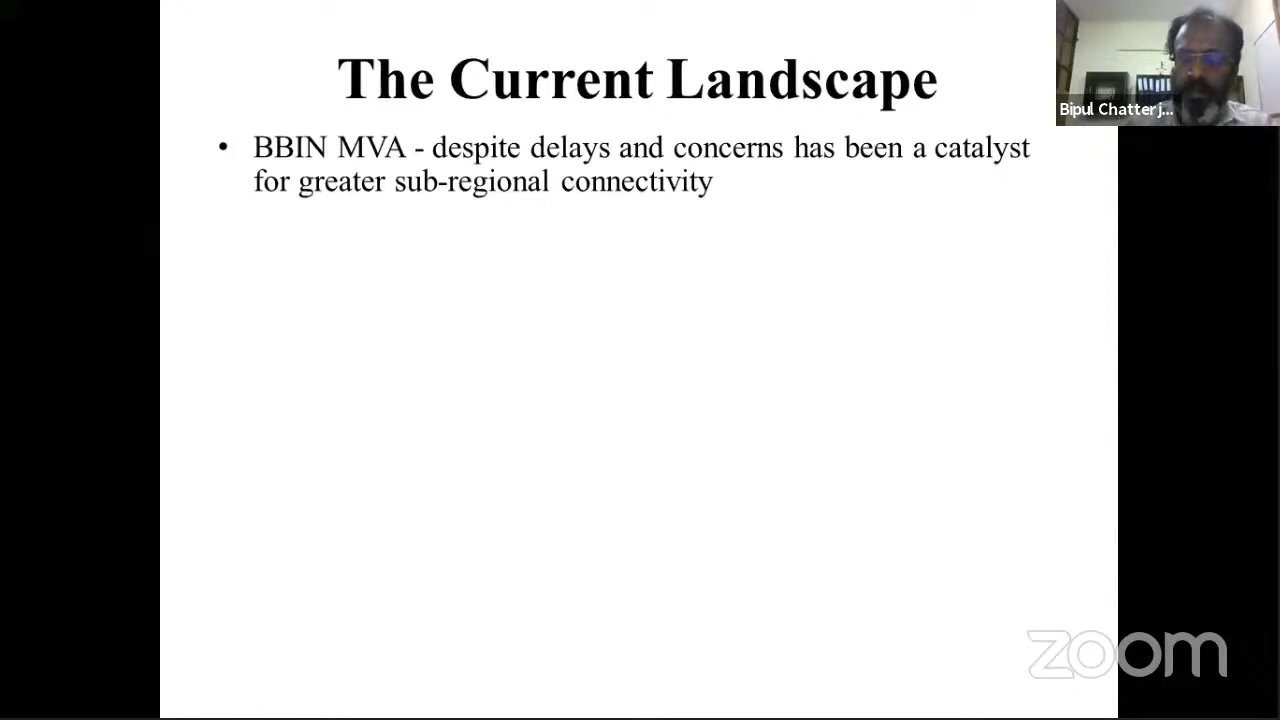 The Current Landscape
Bipul Chatterj...
• BBIN MVA - despite delays and concerns has been a catalyst
for greater sub-regional connectivity
zoom